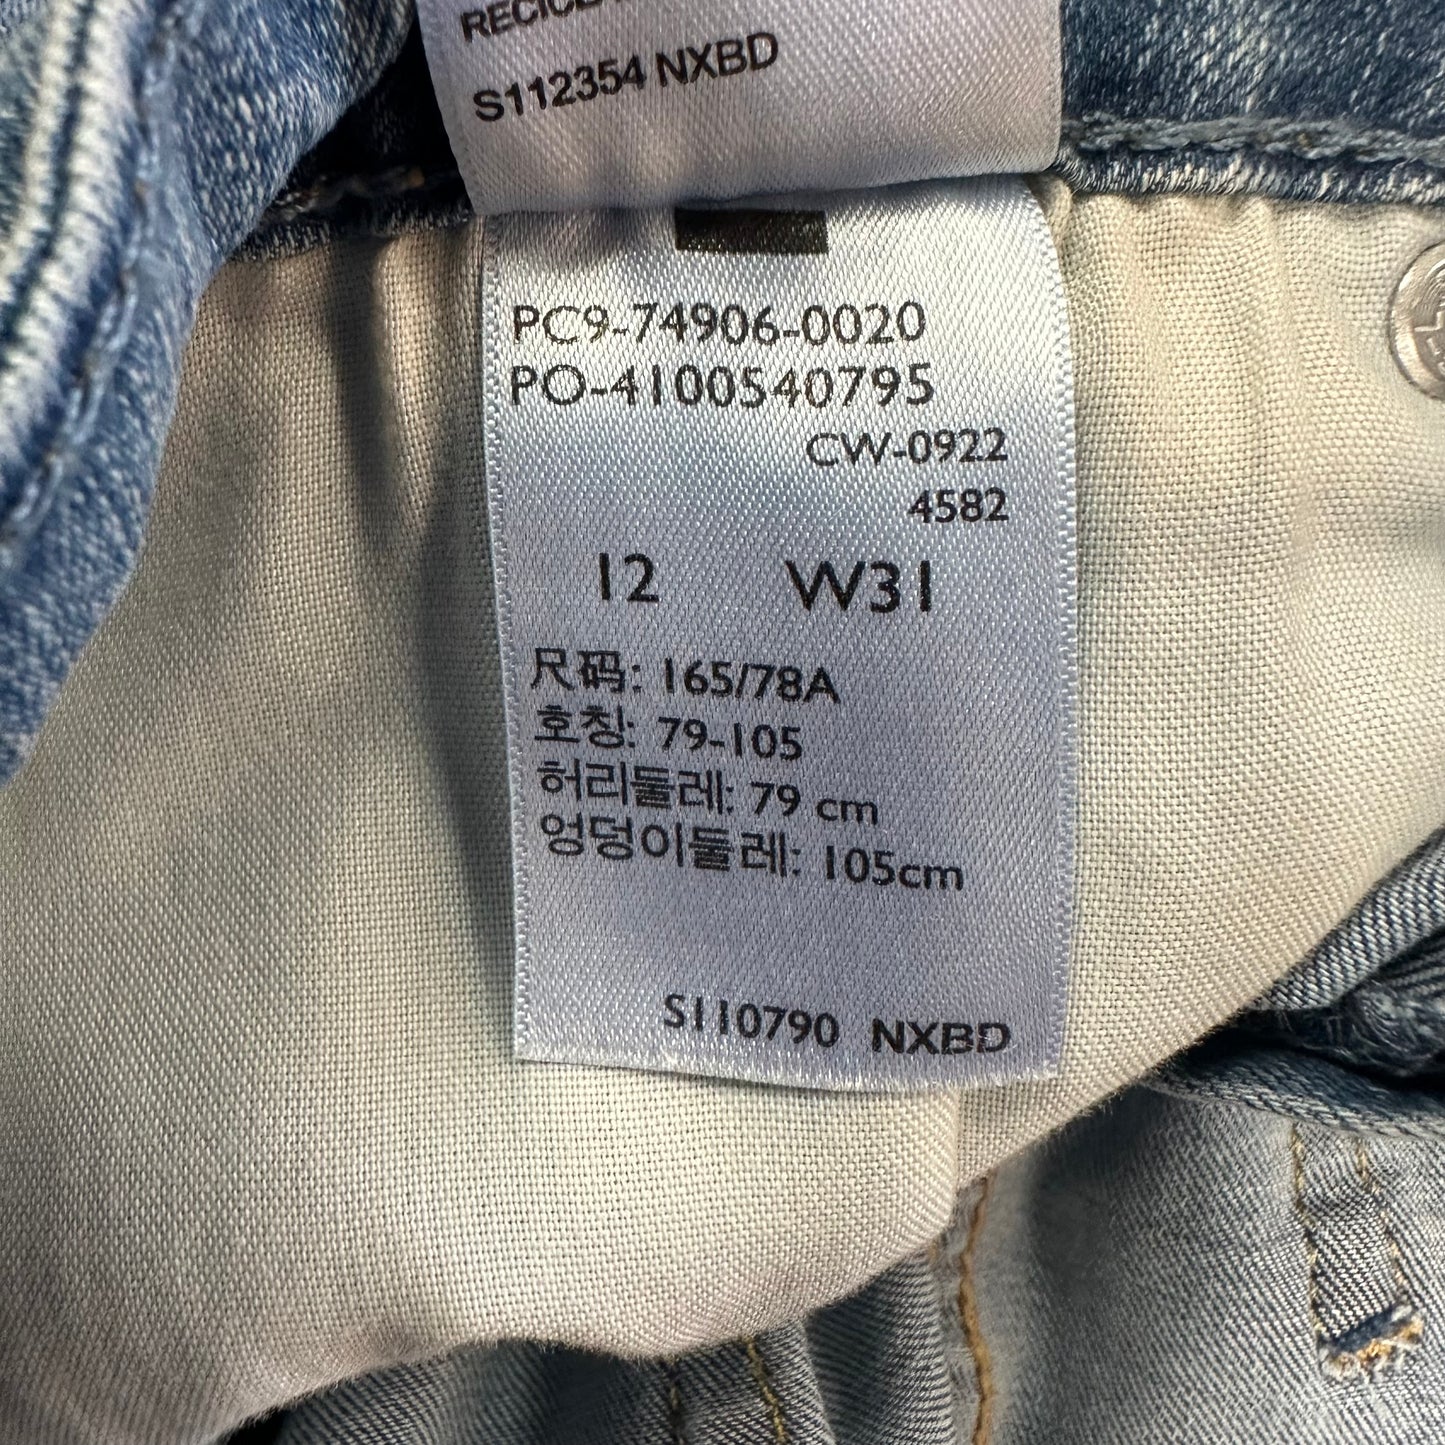 S112354 NXBD
PC9-74906-0020
PO-4100540795
CW-0922
4582
12 W31
尺码: 165/78A
호칭: 79-105
허리둘레: 79 cm
엉덩이둘레: 105cm
S110790 NXBD